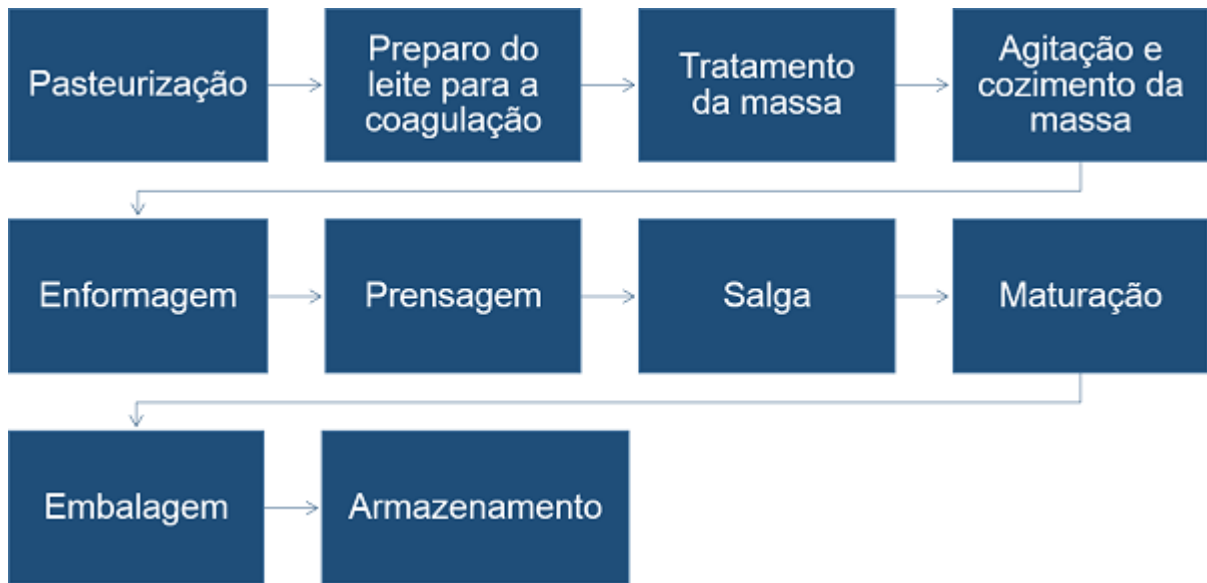 Pasteurização
Preparo do
leite para a
coagulação
Tratamento
da massa
Agitação e
cozimento da
massa
Enformagem
Prensagem
Salga
Maturação
Embalagem
Armazenamento